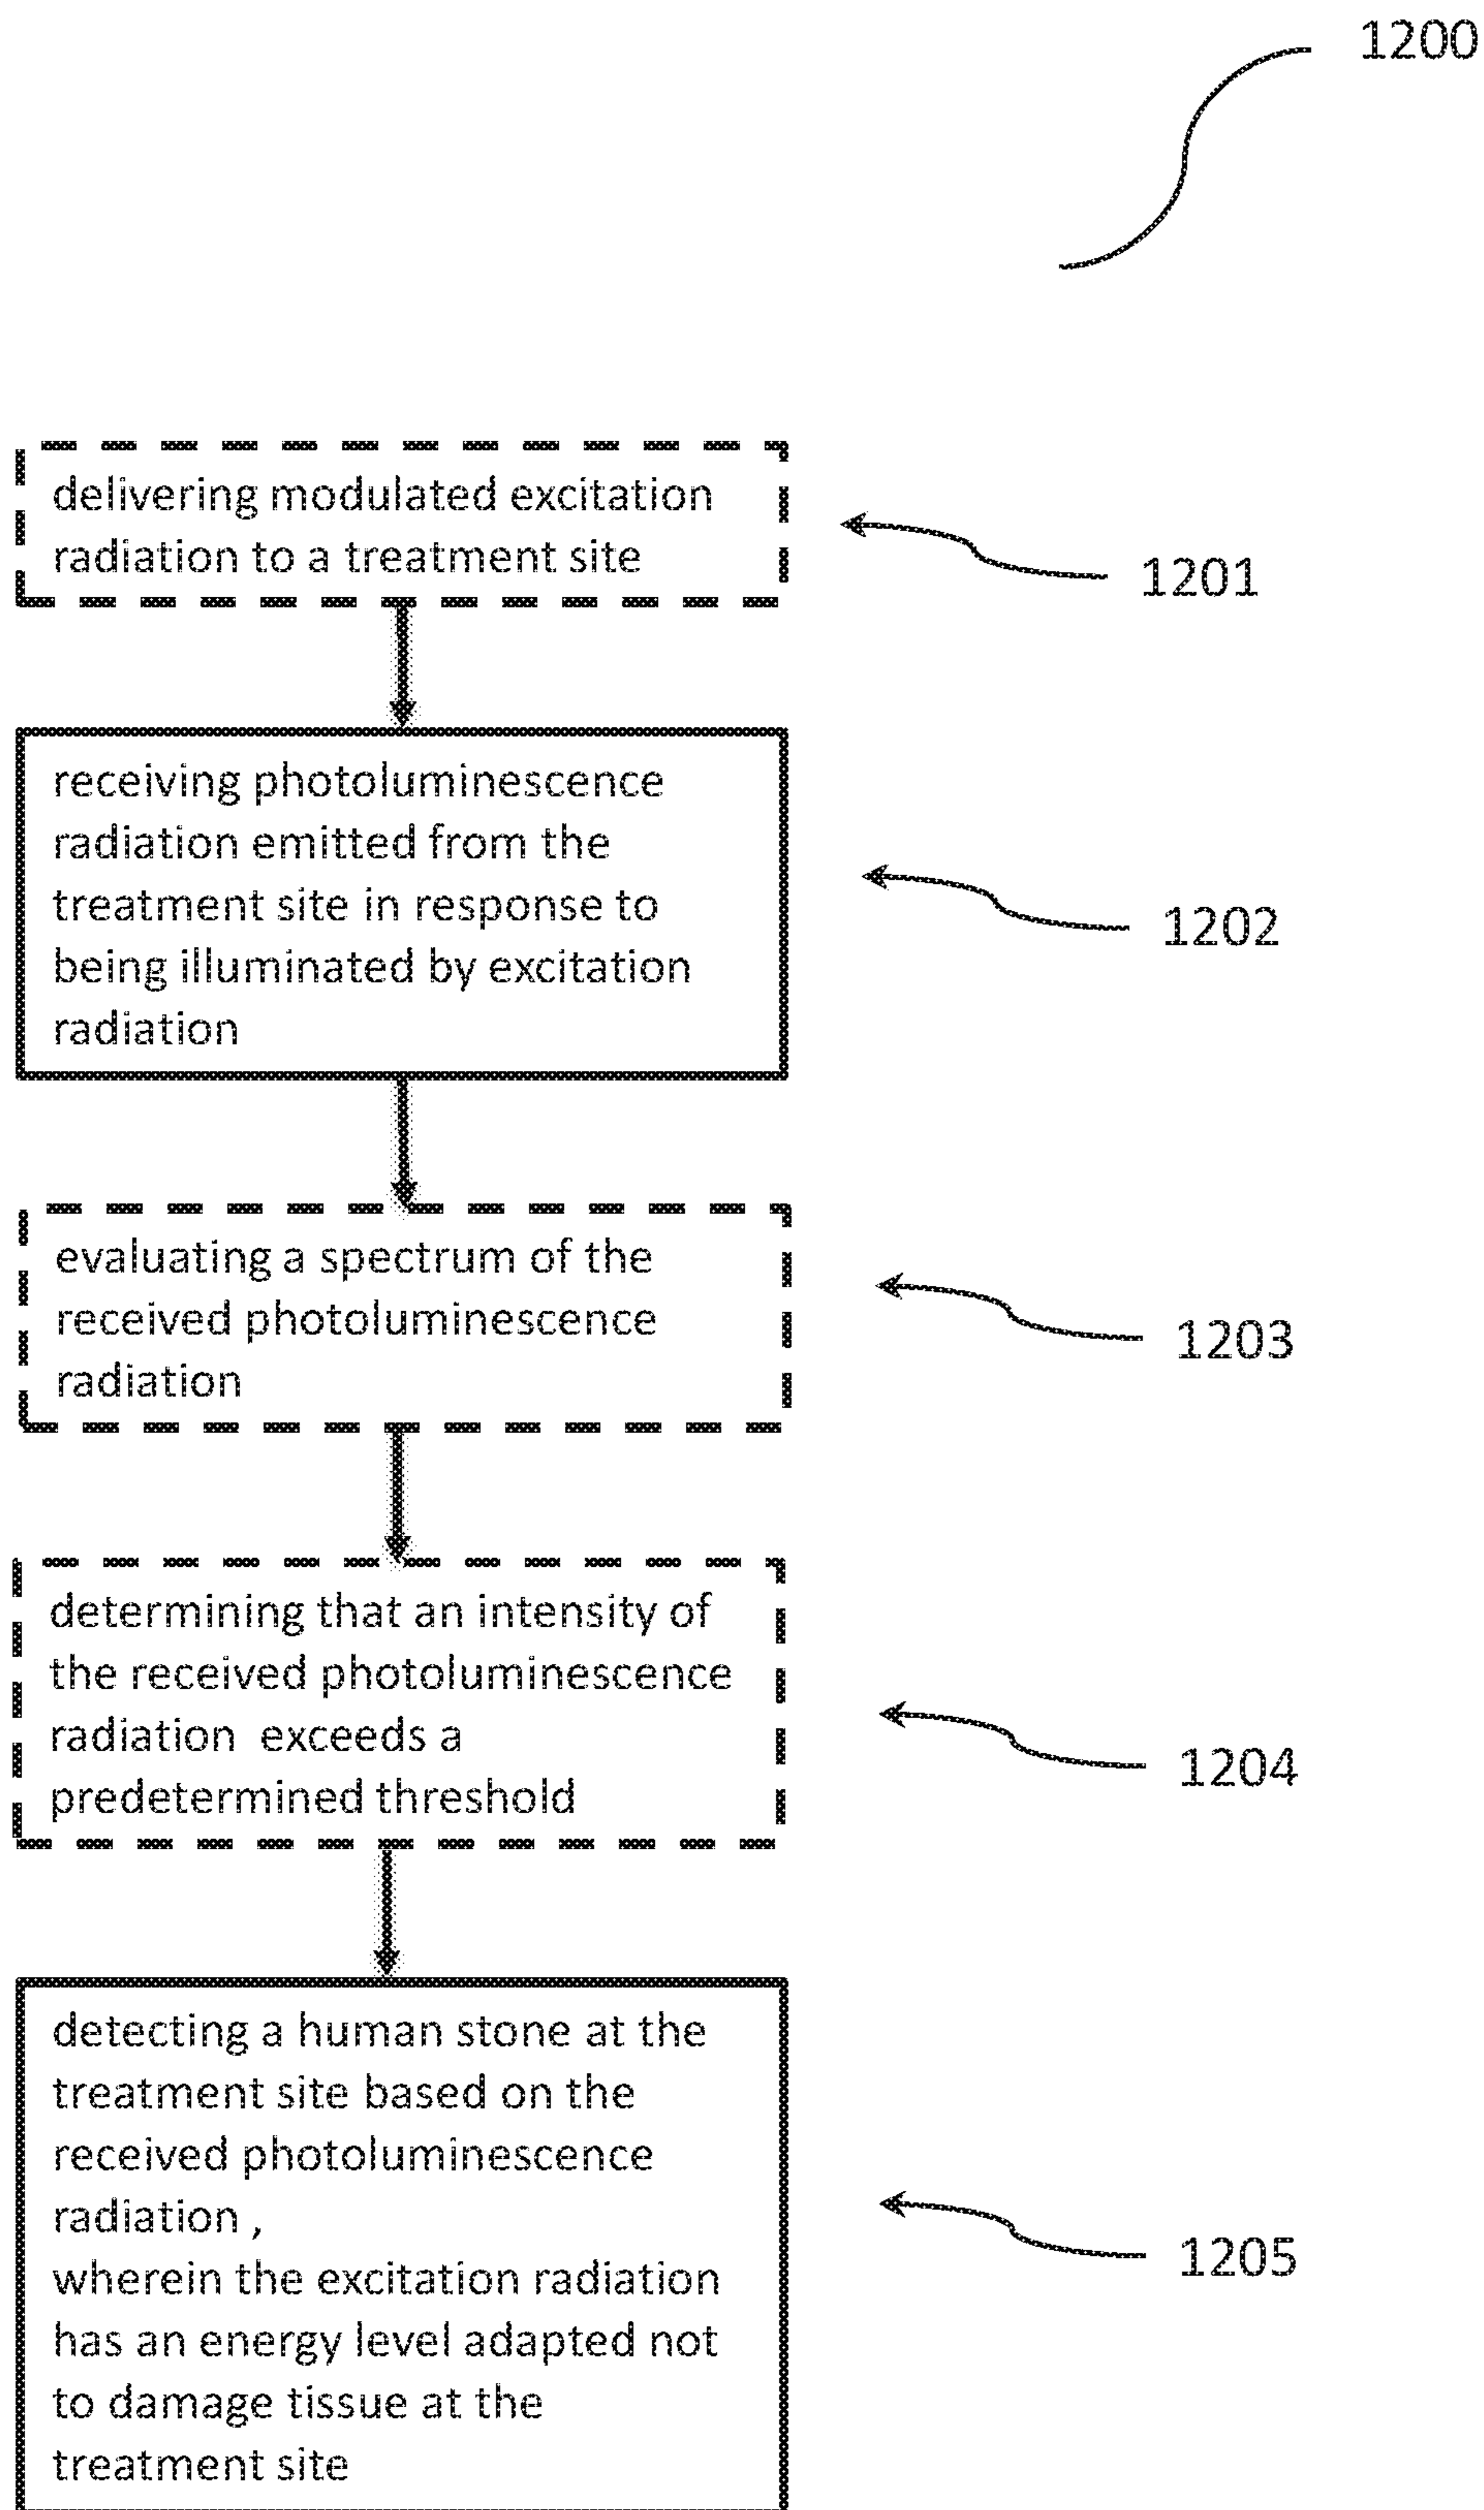 1200
delivering modulated excitation
radiation to a treatment site
1201
receiving photoluminescence
radiation emitted from the
treatment site in response to
being illuminated by excitation
radiation
1202
evaluating a spectrum of the
received photoluminescence
radiation
1203
determining that an intensity of
the received photoluminescence
radiation  exceeds a
predetermined threshold
1204
detecting a human stone at the
treatment site based on the
received photoluminescence
radiation ,
wherein the excitation radiation
has an energy level adapted not
to damage tissue at the
treatment site
1205